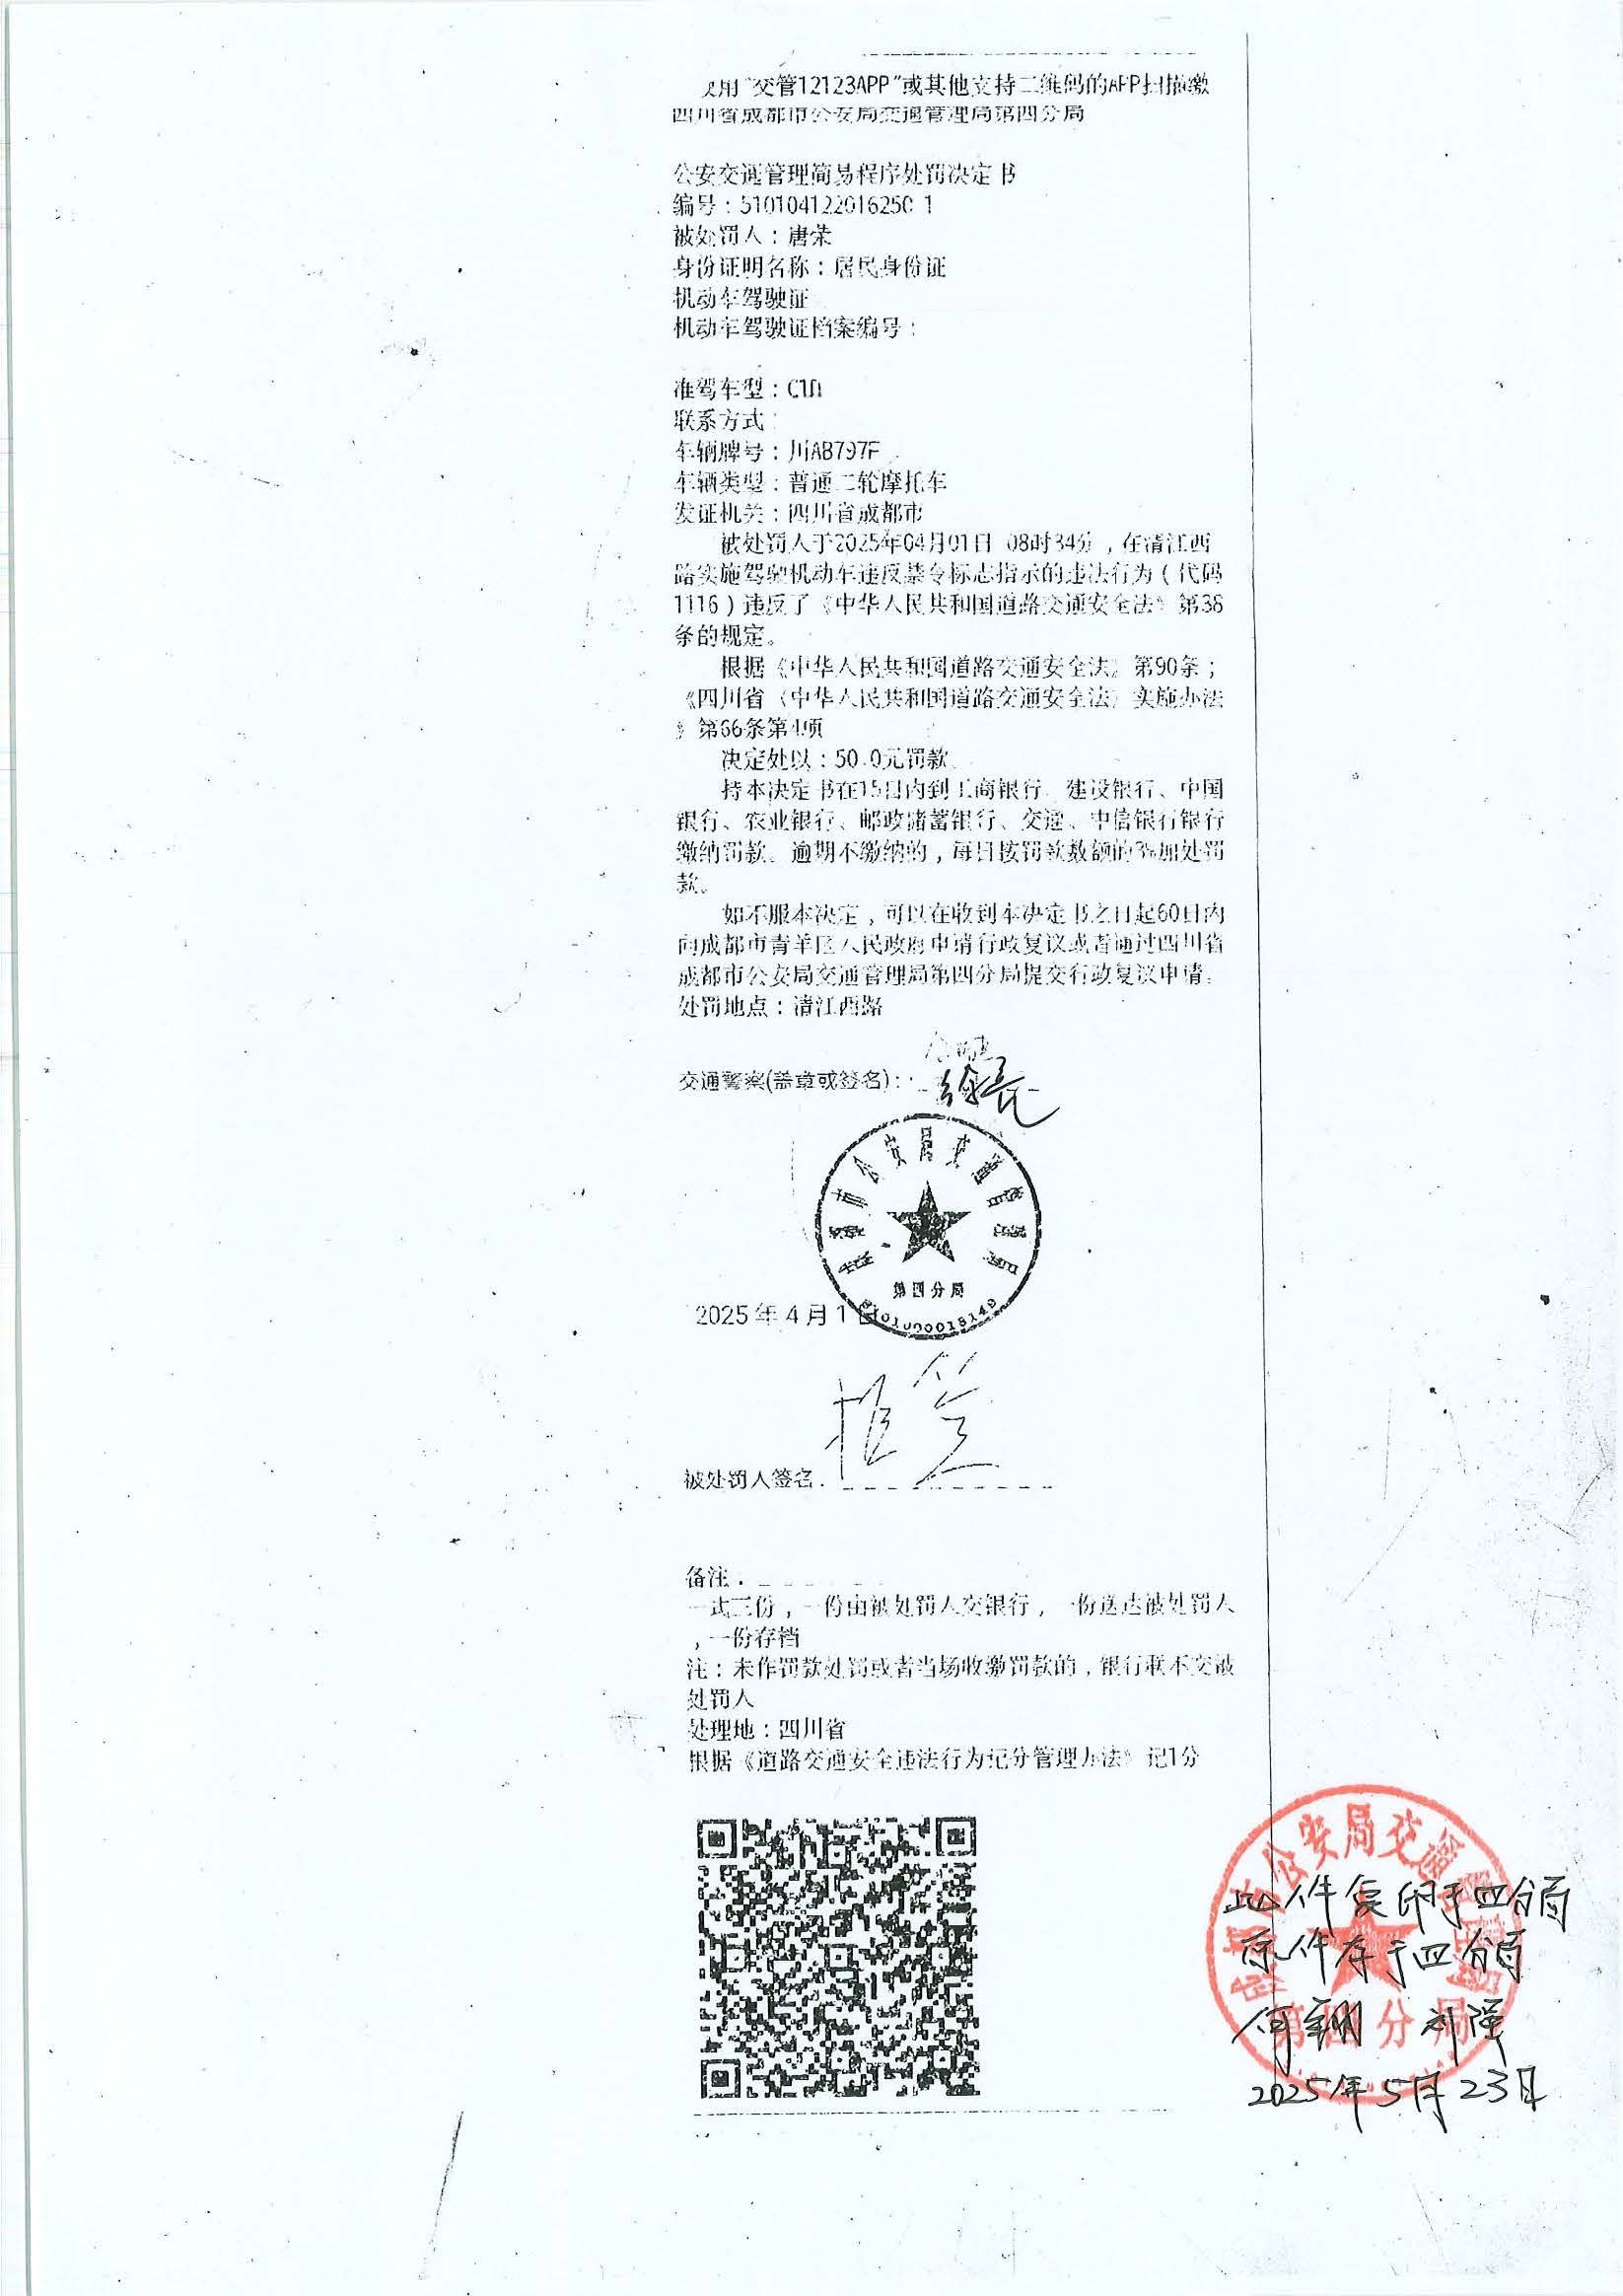 用“交管12123APP”或其他支持二维码的APP扫描缴
四川省成都市公安局交通管理局第四分局
公安交通管理简易程序处罚决定书
编号：510104122016250 1
被处罚人：唐荣
身份证明名称：居民身份证
机动车驾驶证
机动车驾驶证档案编号：
准驾车型：C1D
联系方式：
车辆牌号：川AB797F
车辆类型：普通二轮摩托车
发证机关：四川省成都市
被处罚人于2025年04月01日 08时34分，在清江西
路实施驾驶机动车违反禁令标志指示的违法行为（代码
1116）违反了《中华人民共和国道路交通安全法》第38
条的规定。
根据《中华人民共和国道路交通安全法》第90条；
《四川省〈中华人民共和国道路交通安全法〉实施办法
》第66条第4项
决定处以：50.0元罚款。
持本决定书在15日内到工商银行、建设银行、中国
银行、农业银行、邮政储蓄银行、交通、中信银行银行
缴纳罚款。逾期不缴纳的，每日按罚款数额的3%加处罚
款。
如不服本决定，可以在收到本决定书之日起60日内
向成都市青羊区人民政府申请行政复议或者通过四川省
成都市公安局交通管理局第四分局提交行政复议申请。
处罚地点：清江西路
交通警察(盖章或签名)：徐亮
成都市公安局交通管理局
第四分局
2025年4月1日
拒签
被处罚人签名：
备注：
一式三份，一份由被处罚人交银行，一份送达被处罚人
，一份存档
注：未作罚款处罚或者当场收缴罚款的，银行联不交被
处罚人
处理地：四川省
根据《道路交通安全违法行为记分管理办法》记1分
此件复印于四分局
原件存于四分局
刘强
2025年5月23日